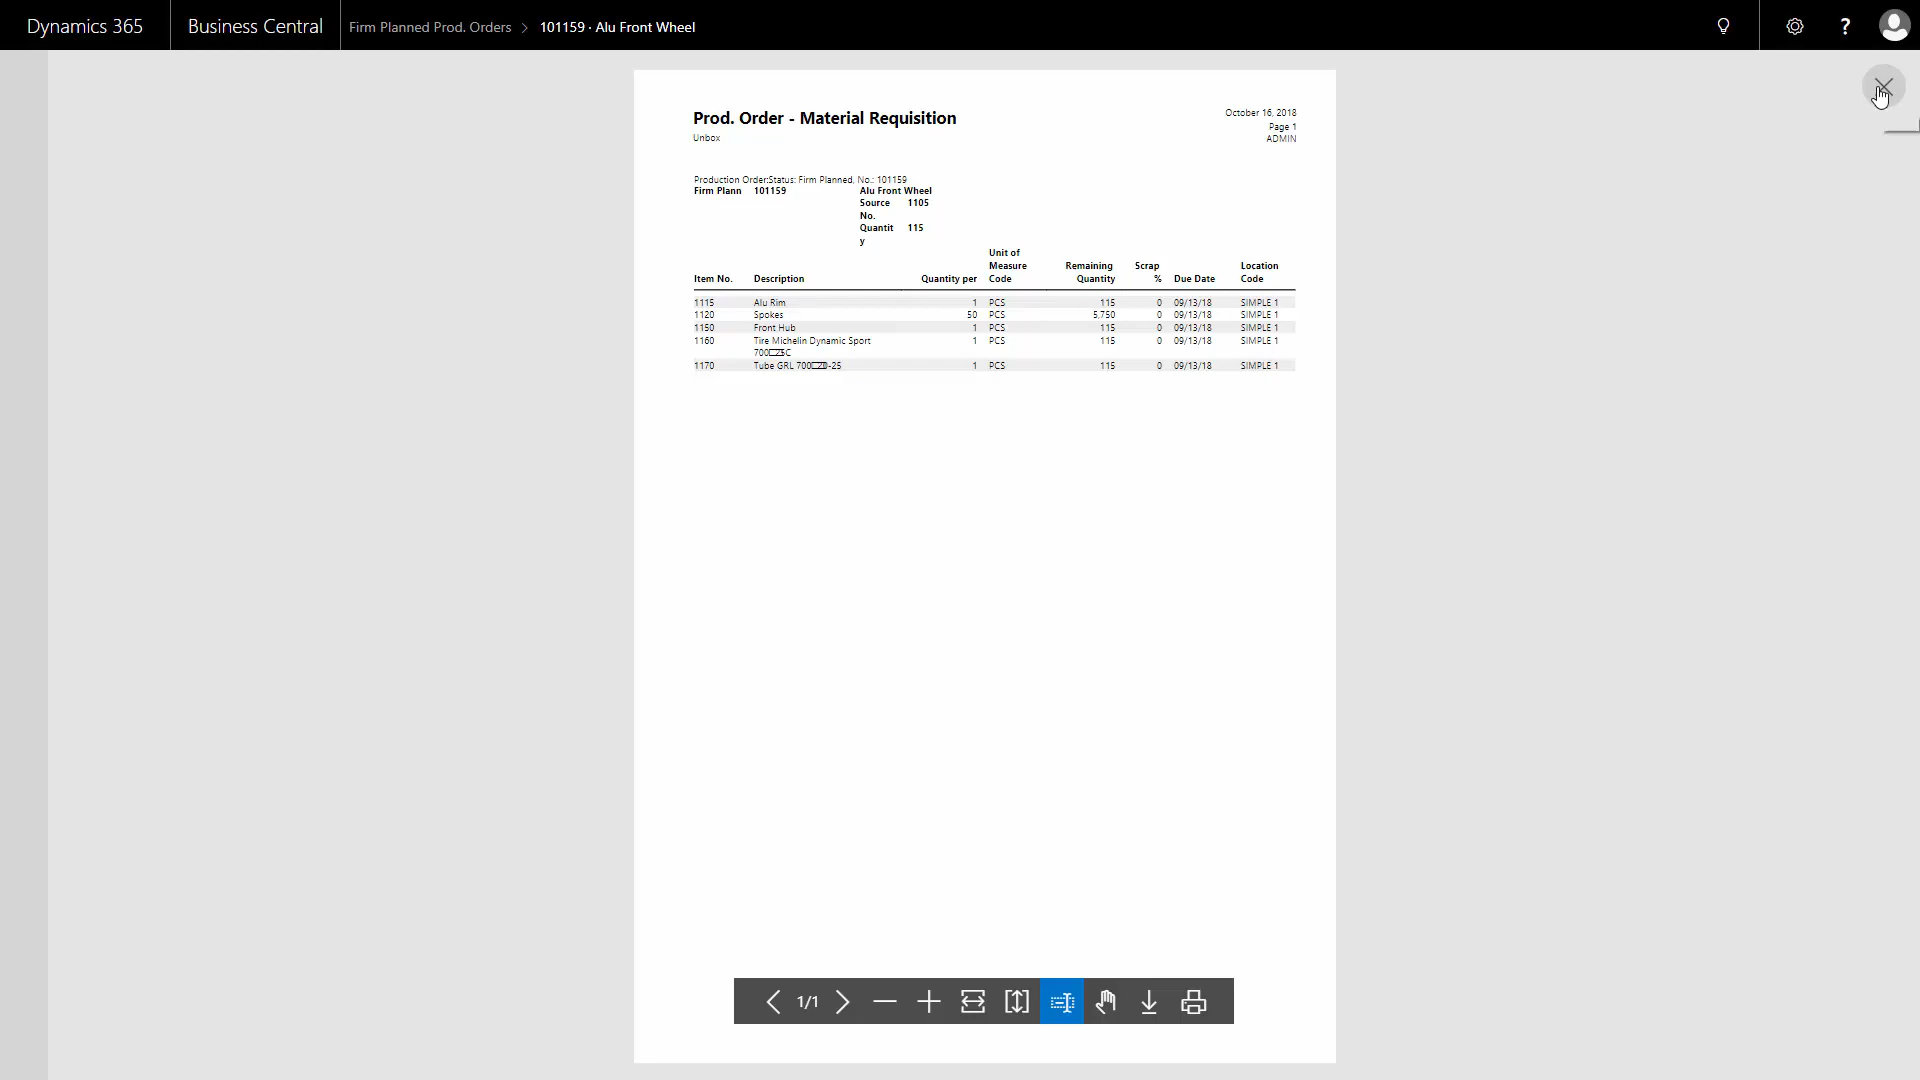 Dynamics 365 Business Central Firm Planned Prod. Orders > 101159 · Alu Front Wheel ?
Prod. Order - Material Requisition
Unbox
October 16, 2018
Page 1
ADMIN
Production Order:Status: Firm Planned, No.: 101159
Firm Plann 101159 Alu Front Wheel
Source 1105
No.
Quantit 115
y
Unit of
Measure Remaining Scrap Location
Item No. Description Quantity per Code Quantity % Due Date Code
1115 Alu Rim 1 PCS 115 0 09/13/18 SIMPLE 1
1120 Spokes 50 PCS 5,750 0 09/13/18 SIMPLE 1
1150 Front Hub 1 PCS 115 0 09/13/18 SIMPLE 1
1160 Tire Michelin Dynamic Sport 1 PCS 115 0 09/13/18 SIMPLE 1
1170 Tube GRL 1 PCS 115 0 09/13/18 SIMPLE 1
1/1